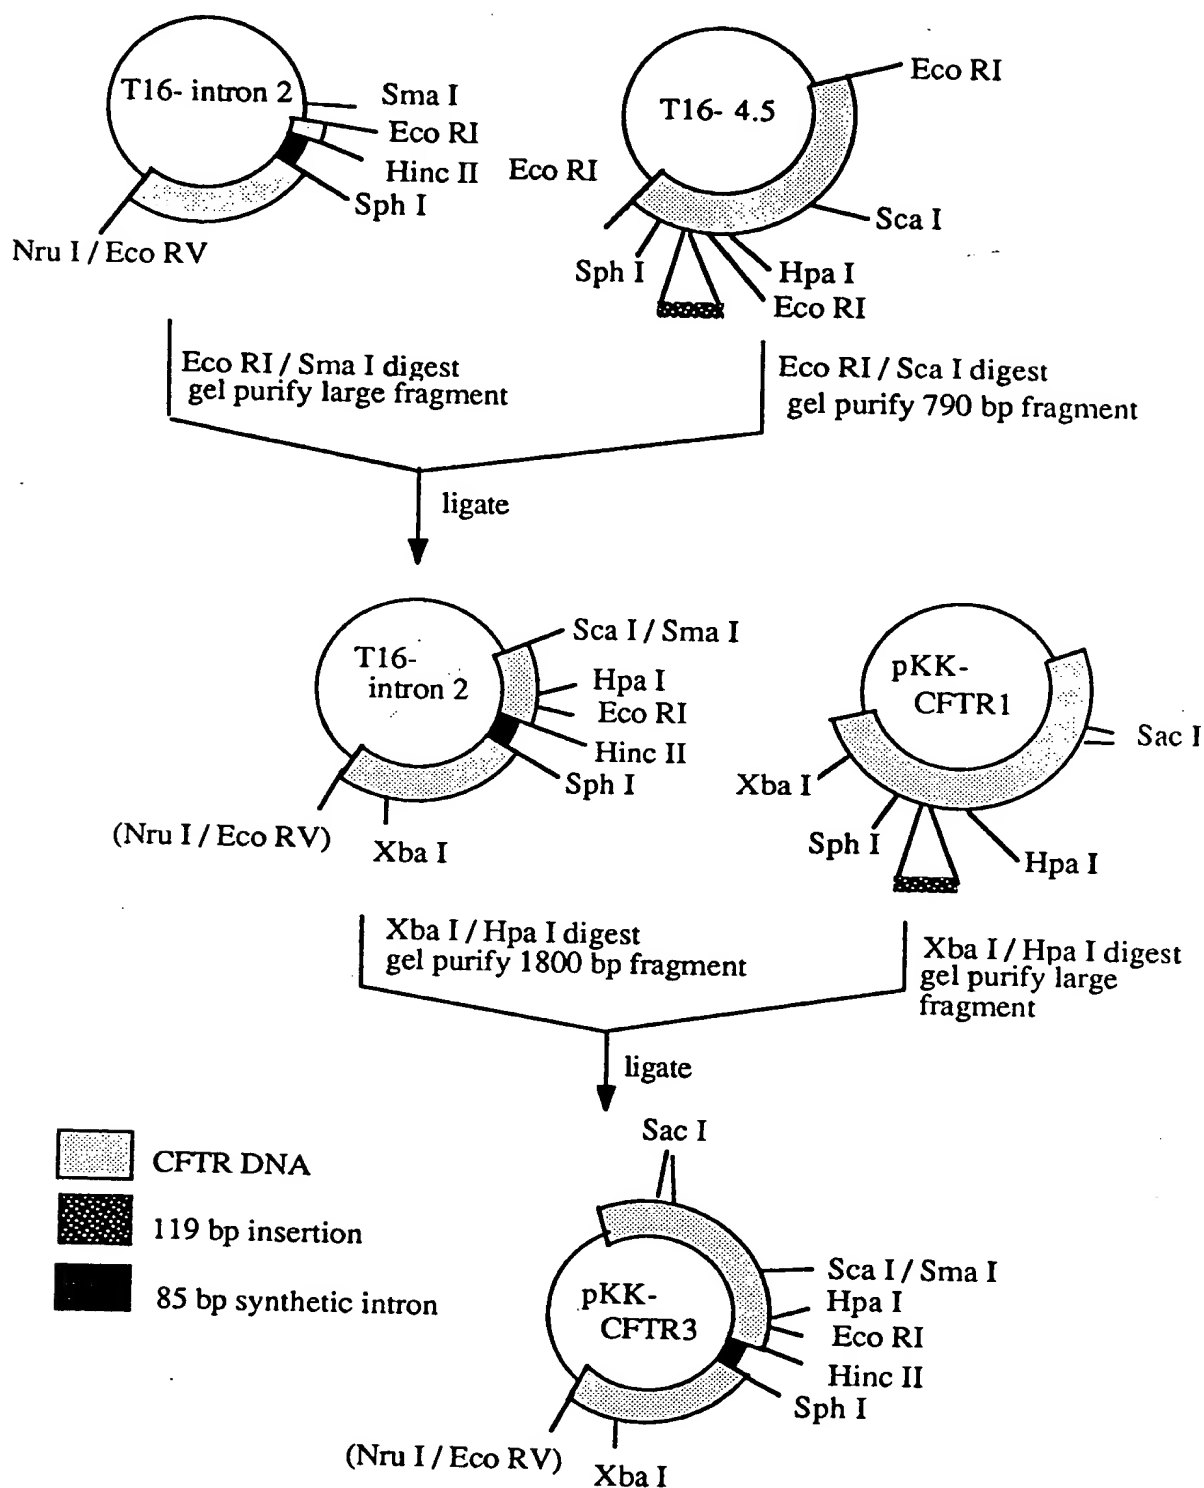 T16- intron 2
Sma I
Eco RI
Hinc II
Sph I
Nru I / Eco RV
T16- 4.5
Eco RI
Eco RI
Sca I
Sph I
Hpa I
Eco RI
Eco RI / Sma I digest
gel purify large fragment
Eco RI / Sca I digest
gel purify 790 bp fragment
ligate
T16-
intron 2
Sca I / Sma I
Hpa I
Eco RI
Hinc II
Sph I
(Nru I / Eco RV)
Xba I
pKK-
CFTR1
Sac I
Xba I
Sph I
Hpa I
Xba I / Hpa I digest
gel purify 1800 bp fragment
Xba I / Hpa I digest
gel purify large
fragment
ligate
CFTR DNA
119 bp insertion
85 bp synthetic intron
Sac I
pKK-
CFTR3
Sca I / Sma I
Hpa I
Eco RI
Hinc II
Sph I
(Nru I / Eco RV)
Xba I